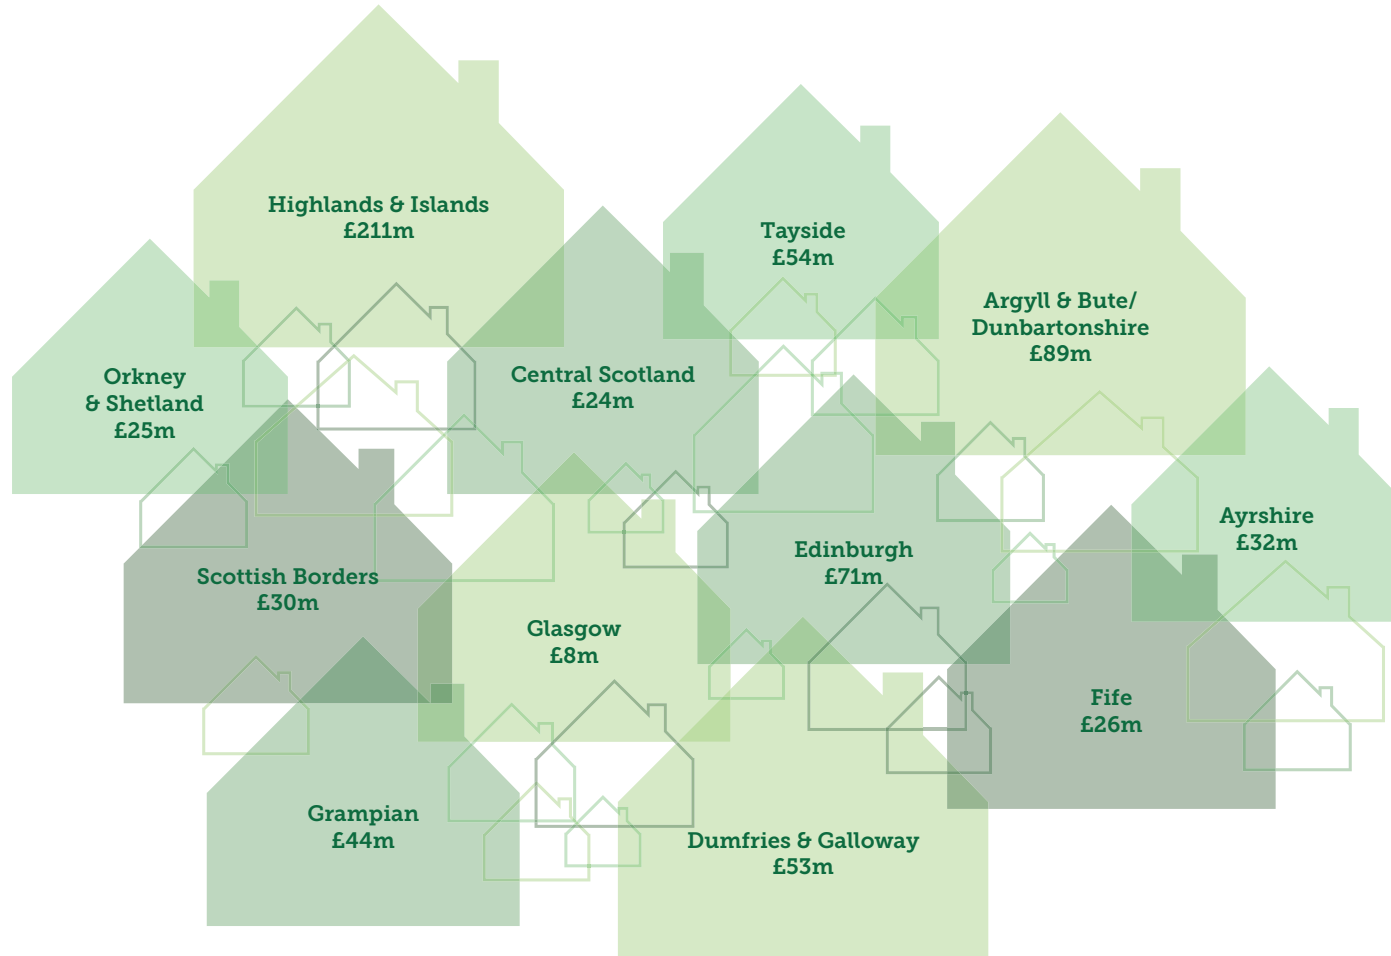 Highlands & Islands
£211m
Tayside
£54m
Argyll & Bute/
Dunbartonshire
£89m
Orkney
& Shetland
£25m
Central Scotland
£24m
Ayrshire
£32m
Edinburgh
£71m
Scottish Borders
£30m
Glasgow
£8m
Fife
£26m
Grampian
£44m
Dumfries & Galloway
£53m